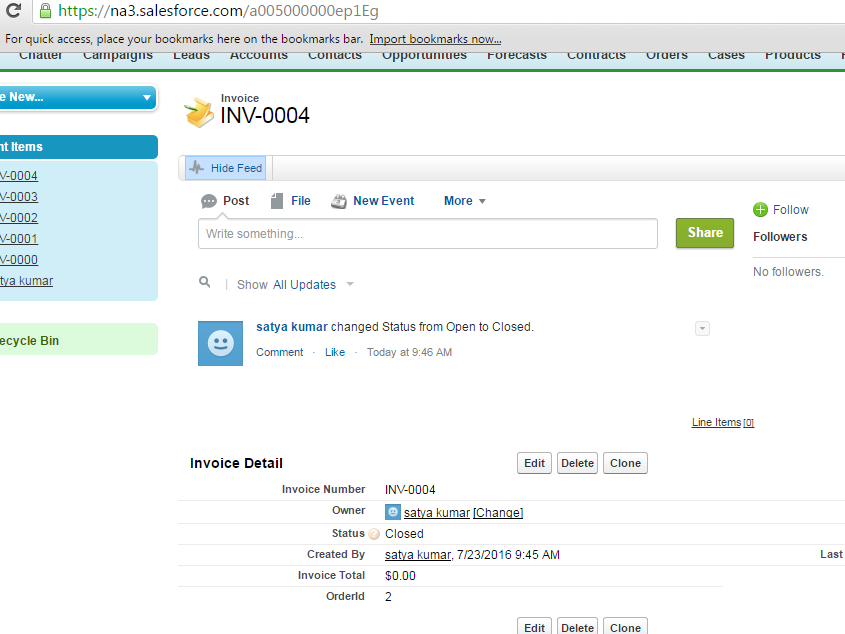 https://na3.salesforce.com/a005000000ep1Eg
For quick access, place your bookmarks here on the bookmarks bar. Import bookmarks now...
Chatter Campaigns Leads Accounts Contacts Opportunities Forecasts Contracts Orders Cases Products
e New...
Invoice
INV-0004
nt Items
V-0004
V-0003
V-0002
V-0001
V-0000
tya kumar
ecycle Bin
Hide Feed
Post File New Event More
Write something...
Share
Follow
Followers
No followers.
Show All Updates
satya kumar changed Status from Open to Closed.
Comment · Like · Today at 9:46 AM
Line Items [0]
Invoice Detail
Edit Delete Clone
Invoice Number INV-0004
Owner satya kumar [Change]
Status Closed
Created By satya kumar, 7/23/2016 9:45 AM
Last
Invoice Total $0.00
OrderId 2
Edit Delete Clone